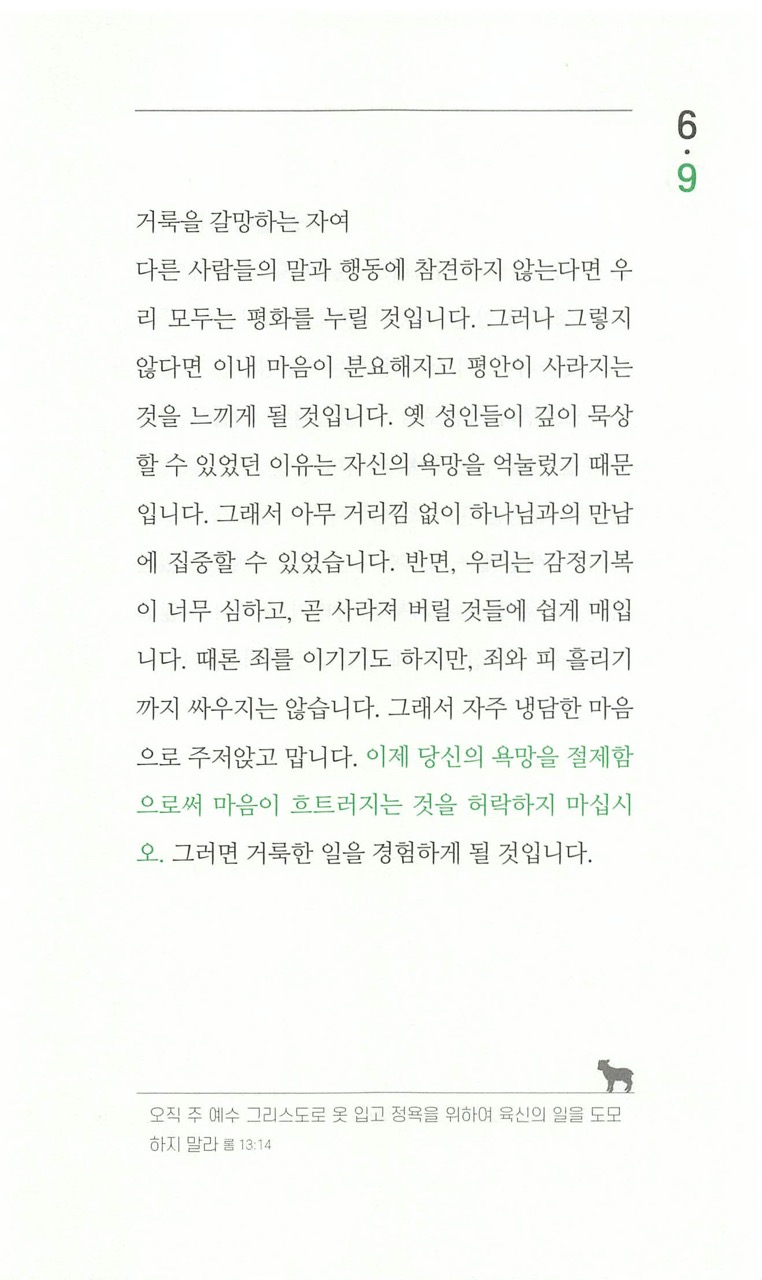 6
·
9
거룩을 갈망하는 자여
다른 사람들의 말과 행동에 참견하지 않는다면 우
리 모두는 평화를 누릴 것입니다. 그러나 그렇지
않다면 이내 마음이 분요해지고 평안이 사라지는
것을 느끼게 될 것입니다. 옛 성인들이 깊이 묵상
할 수 있었던 이유는 자신의 욕망을 억눌렀기 때문
입니다. 그래서 아무 거리낌 없이 하나님과의 만남
에 집중할 수 있었습니다. 반면, 우리는 감정기복
이 너무 심하고, 곧 사라져 버릴 것들에 쉽게 매입
니다. 때론 죄를 이기기도 하지만, 죄와 피 흘리기
까지 싸우지는 않습니다. 그래서 자주 냉담한 마음
으로 주저앉고 맙니다. 이제 당신의 욕망을 절제함
으로써 마음이 흐트러지는 것을 허락하지 마십시
오. 그러면 거룩한 일을 경험하게 될 것입니다.
오직 주 예수 그리스도로 옷 입고 정욕을 위하여 육신의 일을 도모
하지 말라 롬 13:14